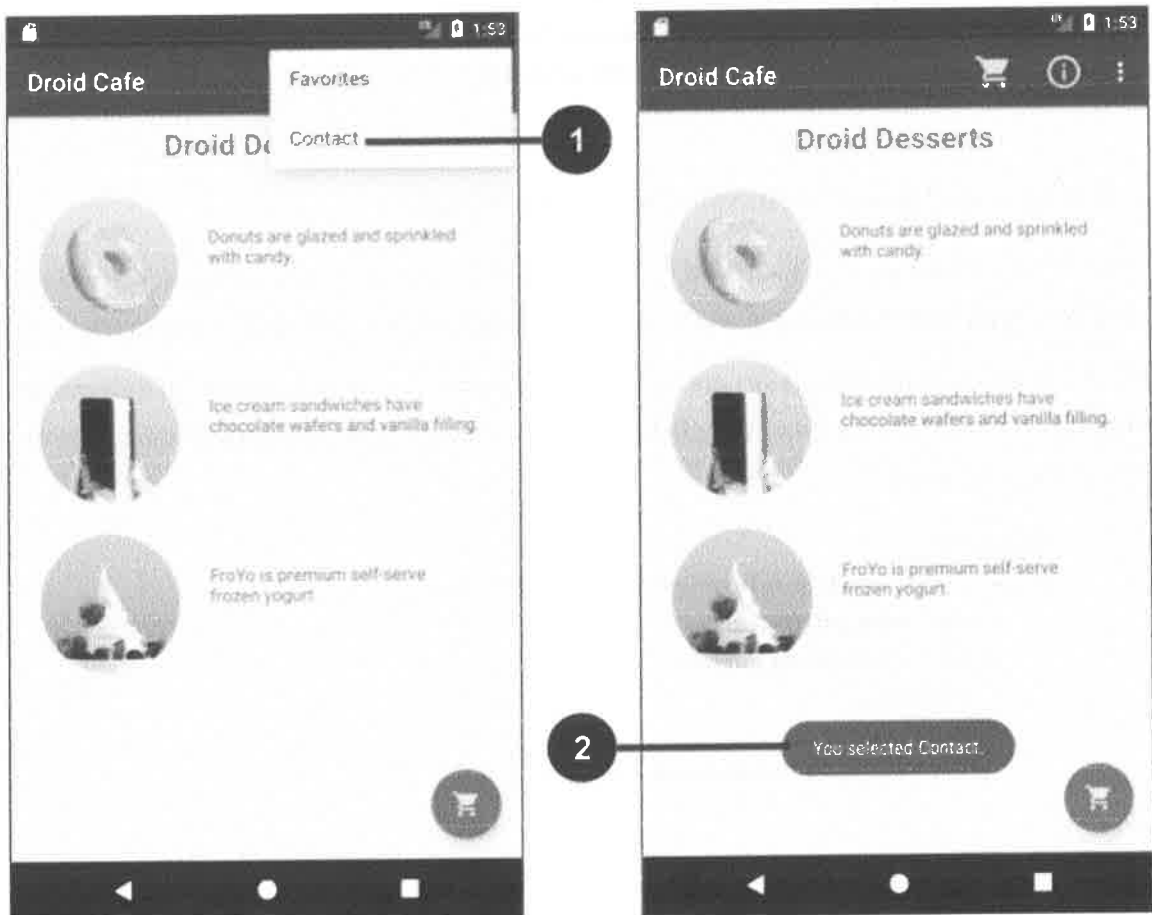 1:53
Droid Cafe
Favorites
Contact
1
Droid De
Donuts are glazed and sprinkled
with candy.
Ice cream sandwiches have
chocolate wafers and vanilla filling.
FroYo is premium self-serve
frozen yogurt.
1:53
Droid Cafe
Droid Desserts
Donuts are glazed and sprinkled
with candy.
Ice cream sandwiches have
chocolate wafers and vanilla filling.
FroYo is premium self-serve
frozen yogurt.
2
You selected Contact.